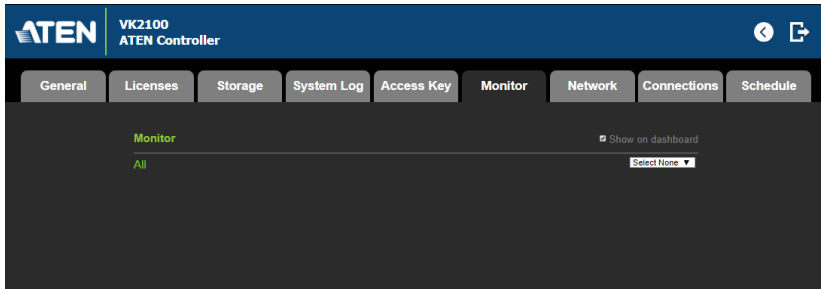 ATEN
VK2100
ATEN Controller
General Licenses Storage System Log Access Key Monitor Network Connections Schedule
Monitor Show on dashboard
All Select None